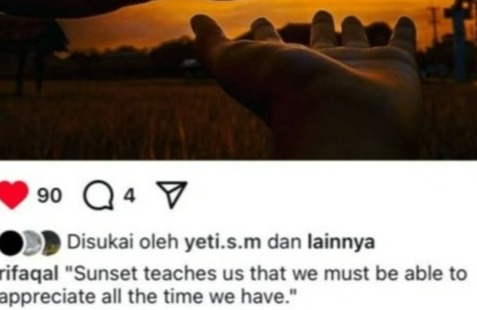 90 4
Disukai oleh yeti.s.m dan lainnya
rifaqal "Sunset teaches us that we must be able to
appreciate all the time we have."